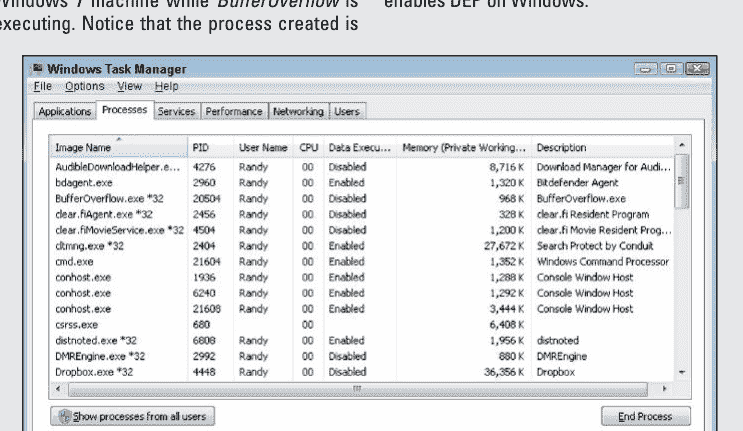 Windows 7 machine while BufferOverflow is
executing. Notice that the process created is
enables DEP on Windows.
Windows Task Manager
File Options View Help
Applications Processes Services Performance Networking Users
Image Name PID User Name CPU Data Execu... Memory (Private Working... Description
AudibleDownloadHelper.e... 4276 Randy 00 Disabled 8,716 K Download Manager for Audi...
bdagent.exe 2960 Randy 00 Enabled 1,320 K Bitdefender Agent
BufferOverflow.exe *32 20504 Randy 00 Disabled 968 K BufferOverflow.exe
clear.fiAgent.exe *32 2456 Randy 00 Disabled 328 K clear.fi Resident Program
clear.fiMovieService.exe *32 4504 Randy 00 Disabled 1,200 K clear.fi Movie Resident Prog...
cltmng.exe *32 2404 Randy 00 Enabled 27,672 K Search Protect by Conduit
cmd.exe 21604 Randy 00 Enabled 1,352 K Windows Command Processor
conhost.exe 1936 Randy 00 Enabled 1,288 K Console Window Host
conhost.exe 6240 Randy 00 Enabled 1,292 K Console Window Host
conhost.exe 21608 Randy 00 Enabled 3,444 K Console Window Host
csrss.exe 680 00 6,408 K
distnoted.exe *32 6808 Randy 00 Enabled 1,956 K distnoted
DMREngine.exe *32 2992 Randy 00 Disabled 880 K DMREngine
Dropbox.exe *32 4448 Randy 00 Disabled 36,356 K Dropbox
Show processes from all users End Process